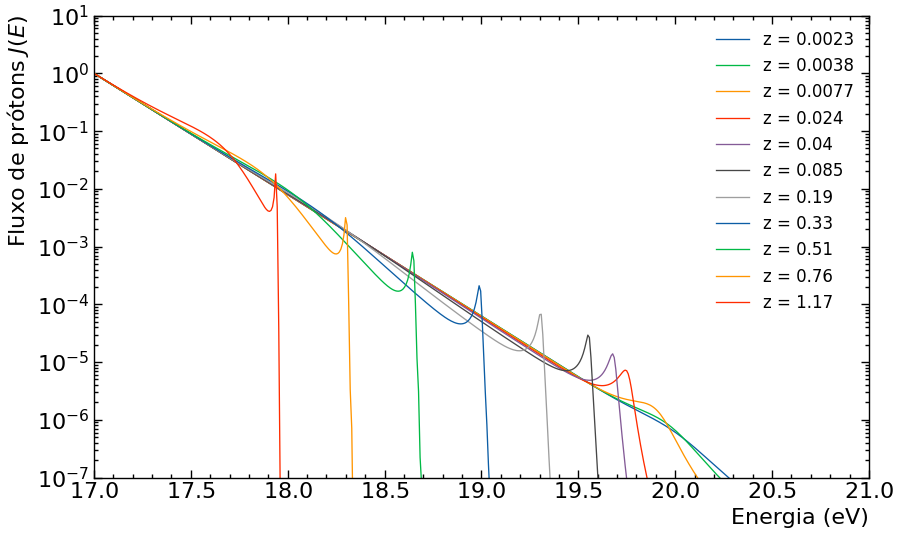 Fluxo de prótons J(E)
10^1
10^0
10^−1
10^−2
10^−3
10^−4
10^−5
10^−6
10^−7
z = 0.0023
z = 0.0038
z = 0.0077
z = 0.024
z = 0.04
z = 0.085
z = 0.19
z = 0.33
z = 0.51
z = 0.76
z = 1.17
17.0 17.5 18.0 18.5 19.0 19.5 20.0 20.5 21.0
Energia (eV)